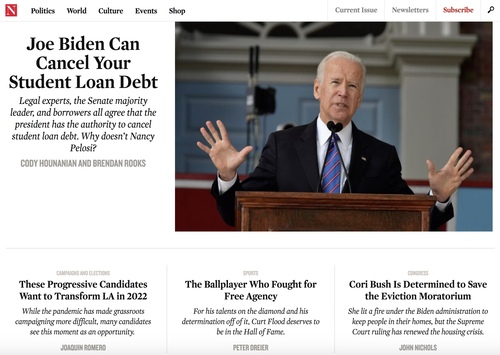 N Politics World Culture Events Shop Current Issue Newsletters Subscribe
Joe Biden Can
Cancel Your
Student Loan Debt
Legal experts, the Senate majority
leader, and borrowers all agree that the
president has the authority to cancel
student loan debt. Why doesn't Nancy
Pelosi?
CODY HOUNANIAN AND BRENDAN ROOKS
CAMPAIGNS AND ELECTIONS
These Progressive Candidates
Want to Transform LA in 2022
While the pandemic has made grassroots
campaigning more difficult, many candidates
see this moment as an opportunity.
JOAQUIN ROMERO
SPORTS
The Ballplayer Who Fought for
Free Agency
For his talents on the diamond and his
determination off of it, Curt Flood deserves to
be in the Hall of Fame.
PETER DREIER
CONGRESS
Cori Bush Is Determined to Save
the Eviction Moratorium
She lit a fire under the Biden administration to
keep people in their homes, but the Supreme
Court ruling has renewed the housing crisis.
JOHN NICHOLS